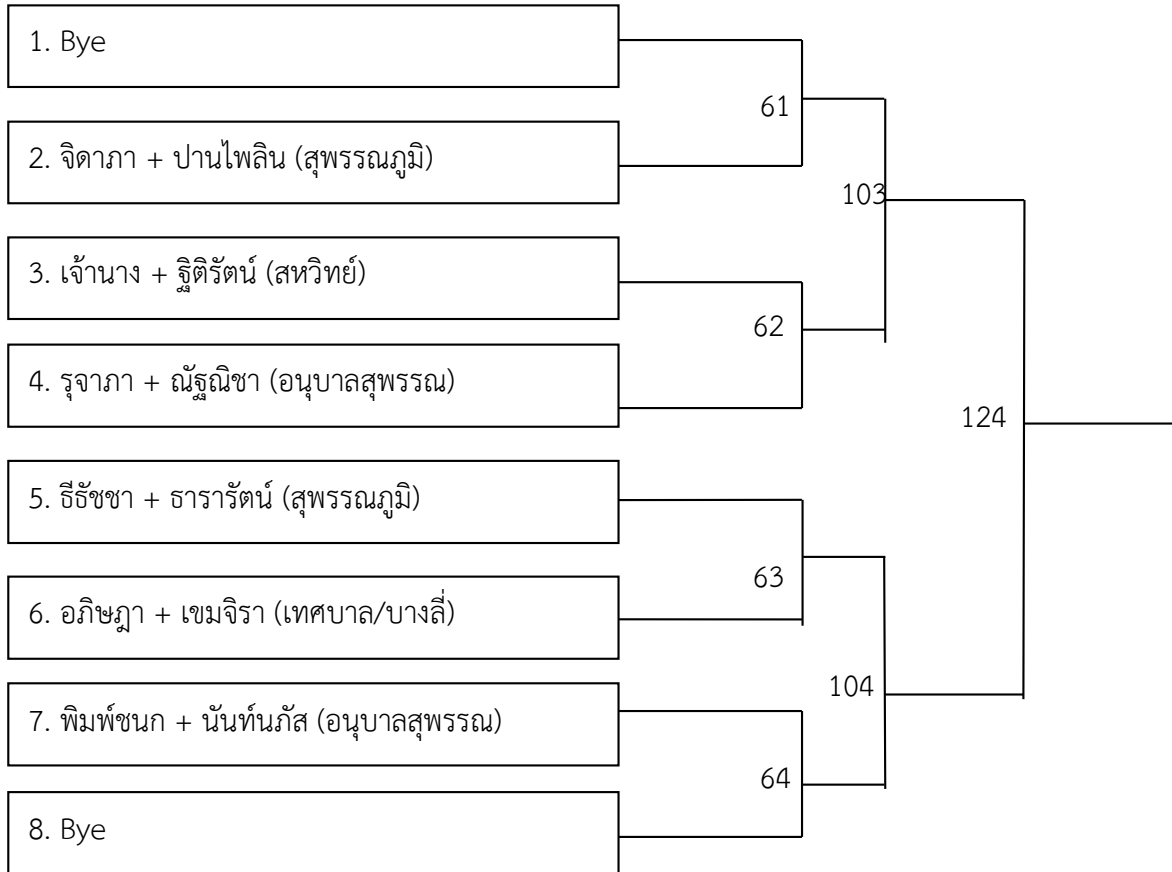 1. Bye
61
2. จิดาภา + ปานไพลิน (สุพรรณภูมิ)
103
3. เจ้านาง + ฐิติรัตน์ (สหวิทย์)
62
4. รุจาภา + ณัฐณิชา (อนุบาลสุพรรณ)
124
5. ธีธัชชา + ธารารัตน์ (สุพรรณภูมิ)
63
6. อภิษฎา + เขมจิรา (เทศบาล/บางลี่)
104
7. พิมพ์ชนก + นันท์นภัส (อนุบาลสุพรรณ)
64
8. Bye